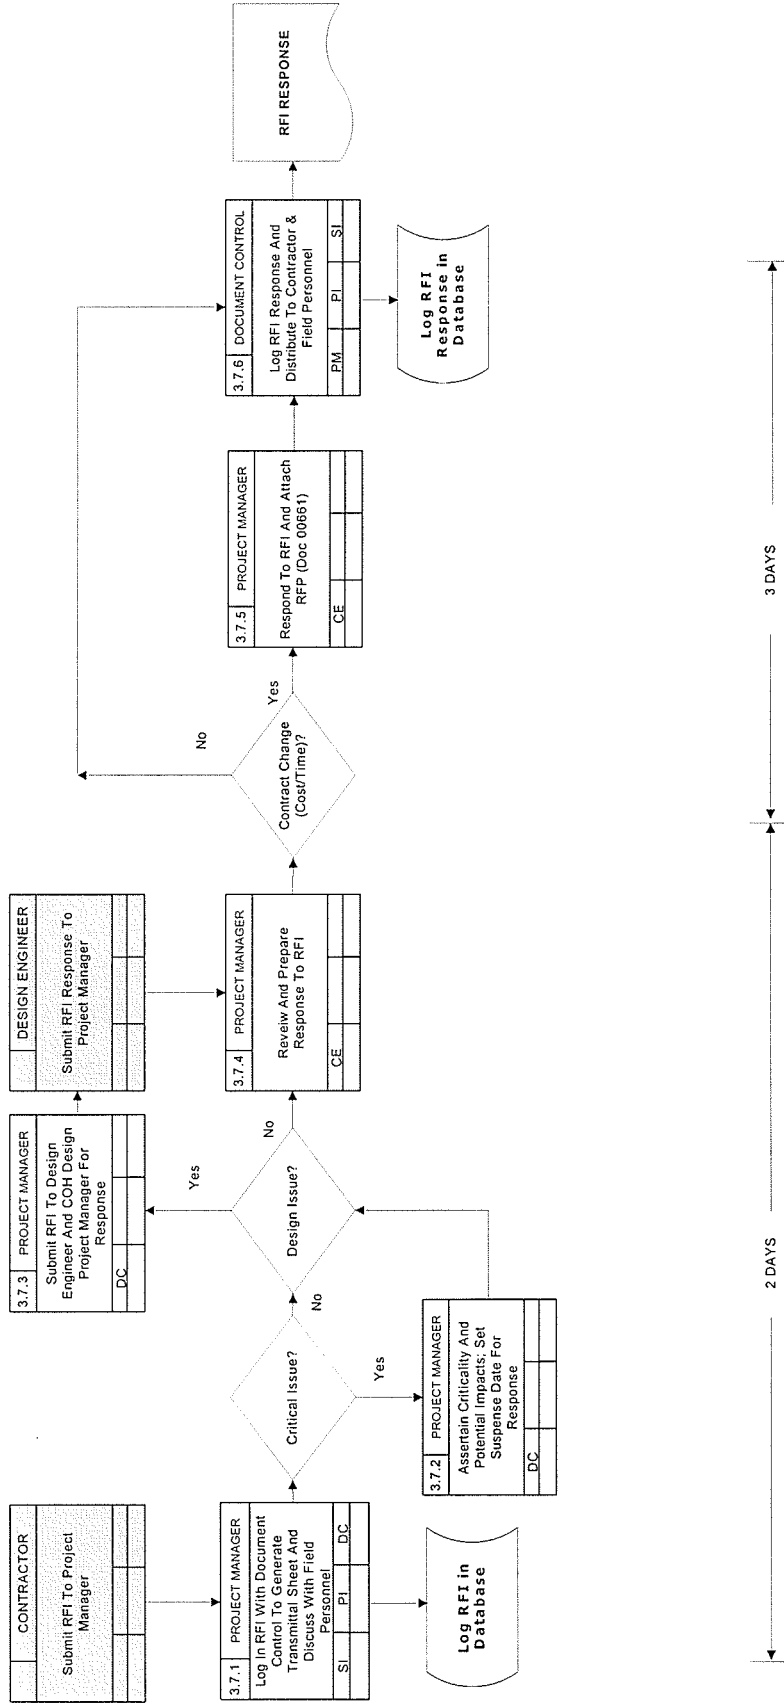 CONTRACTOR
Submit RFI To Project
Manager
3.7.1 PROJECT MANAGER
Log In RFI With Document
Control To Generate
Transmittal Sheet And
Discuss With Field
Personnel
SI PI DC
Log RFI in
Database
Critical Issue?
Yes
No
3.7.2 PROJECT MANAGER
Assertain Criticality And
Potential Impacts; Set
Suspense Date For
Response
DC
Design Issue?
Yes
No
3.7.3 PROJECT MANAGER
Submit RFI To Design
Engineer And COH Design
Project Manager For
Response
DC
DESIGN ENGINEER
Submit RFI Response To
Project Manager
3.7.4 PROJECT MANAGER
Reveiw And Prepare
Response To RFI
CE
Contract Change
(Cost/Time)?
No
Yes
3.7.5 PROJECT MANAGER
Respond To RFI And Attach
RFP (Doc 00661)
CE
3.7.6 DOCUMENT CONTROL
Log RFI Response And
Distribute To Contractor &
Field Personnel
PM PI SI
Log RFI
Response in
Database
RFI RESPONSE
2 DAYS
3 DAYS